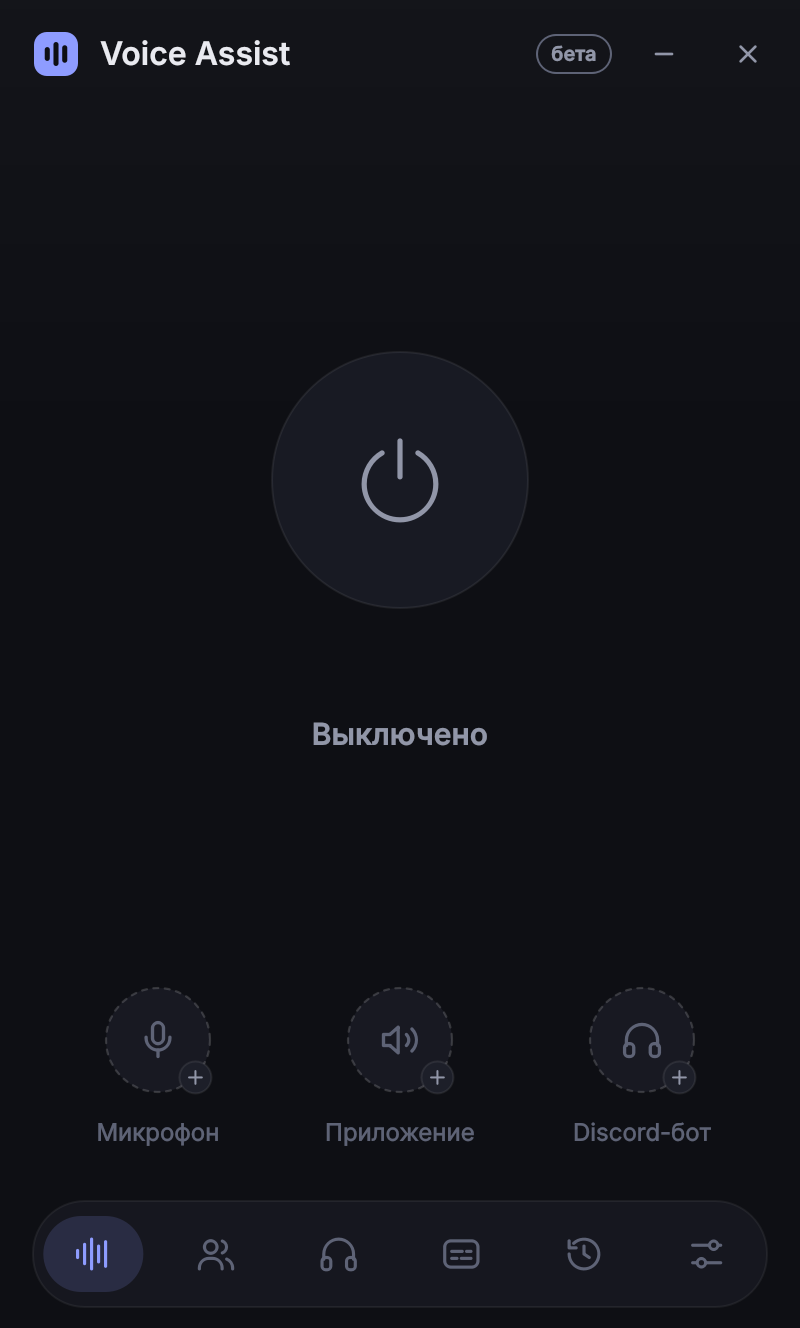 Voice Assist
бета
Выключено
Микрофон
Приложение
Discord-бот